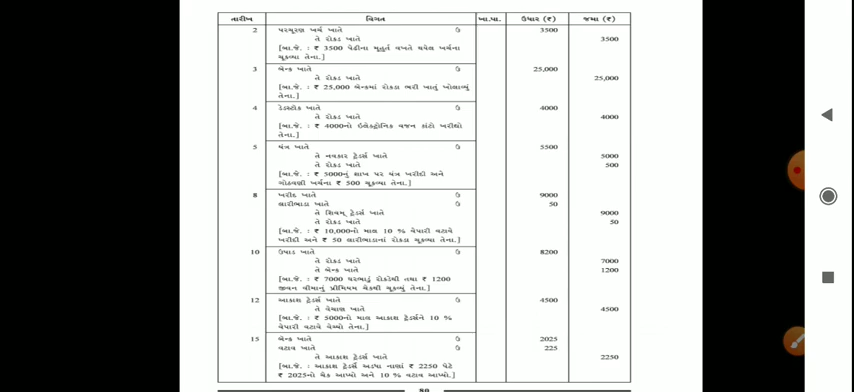 તારીખ વિગત ખા.પા. ઉધાર (₹) જમા (₹)
2 પરચૂરણ ખર્ચ ખાતે ઉ 3500
તે રોકડ ખાતે 3500
[બા.જે. : ₹ 3500 પેઢીના મુહૂર્ત વખતે થયેલ ખર્ચના
ચૂકવ્યા તેના.]
3 બૅન્ક ખાતે ઉ 25,000
તે રોકડ ખાતે 25,000
[બા.જે. : ₹ 25,000 બૅન્કમાં રોકડા ભરી ખાતું ખોલાવ્યું
તેના.]
4 ડેડસ્ટોક ખાતે ઉ 4000
તે રોકડ ખાતે 4000
[બા.જે. : ₹ 4000નો ઇલેક્ટ્રોનિક વજન કાંટો ખરીદ્યો
તેના.]
5 યંત્ર ખાતે ઉ 5500
તે નવકાર ટ્રેડર્સ ખાતે 5000
તે રોકડ ખાતે 500
[બા.જે. : ₹ 5000નું શાખ પર યંત્ર ખરીદી અને
ગોઠવણી ખર્ચના ₹ 500 ચૂકવ્યા તેના.]
8 ખરીદ ખાતે ઉ 9000
લારીભાડા ખાતે ઉ 50
તે શિવમ્ ટ્રેડર્સ ખાતે 9000
તે રોકડ ખાતે 50
[બા.જે. : ₹ 10,000નો માલ 10 % વેપારી વટાવે
ખરીદી અને ₹ 50 લારીભાડાનાં રોકડા ચૂકવ્યા તેના.]
10 ઉપાડ ખાતે ઉ 8200
તે રોકડ ખાતે 7000
તે બૅન્ક ખાતે 1200
[બા.જે. : ₹ 7000 ઘરભાડું રોકડેથી તથા ₹ 1200
જીવન વીમાનું પ્રીમિયમ ચેકથી ચૂકવ્યું તેના.]
12 આકાશ ટ્રેડર્સ ખાતે ઉ 4500
તે વેચાણ ખાતે 4500
[બા.જે. : ₹ 5000નો માલ આકાશ ટ્રેડર્સને 10 %
વેપારી વટાવે વેચ્યો તેના.]
15 બૅન્ક ખાતે ઉ 2025
વટાવ ખાતે ઉ 225
તે આકાશ ટ્રેડર્સ ખાતે 2250
[બા.જે. : આકાશ ટ્રેડર્સે અડધા નાણાં ₹ 2250 પેટે
₹ 2025નો ચેક આપ્યો અને 10 % વટાવ આપ્યો.]
80